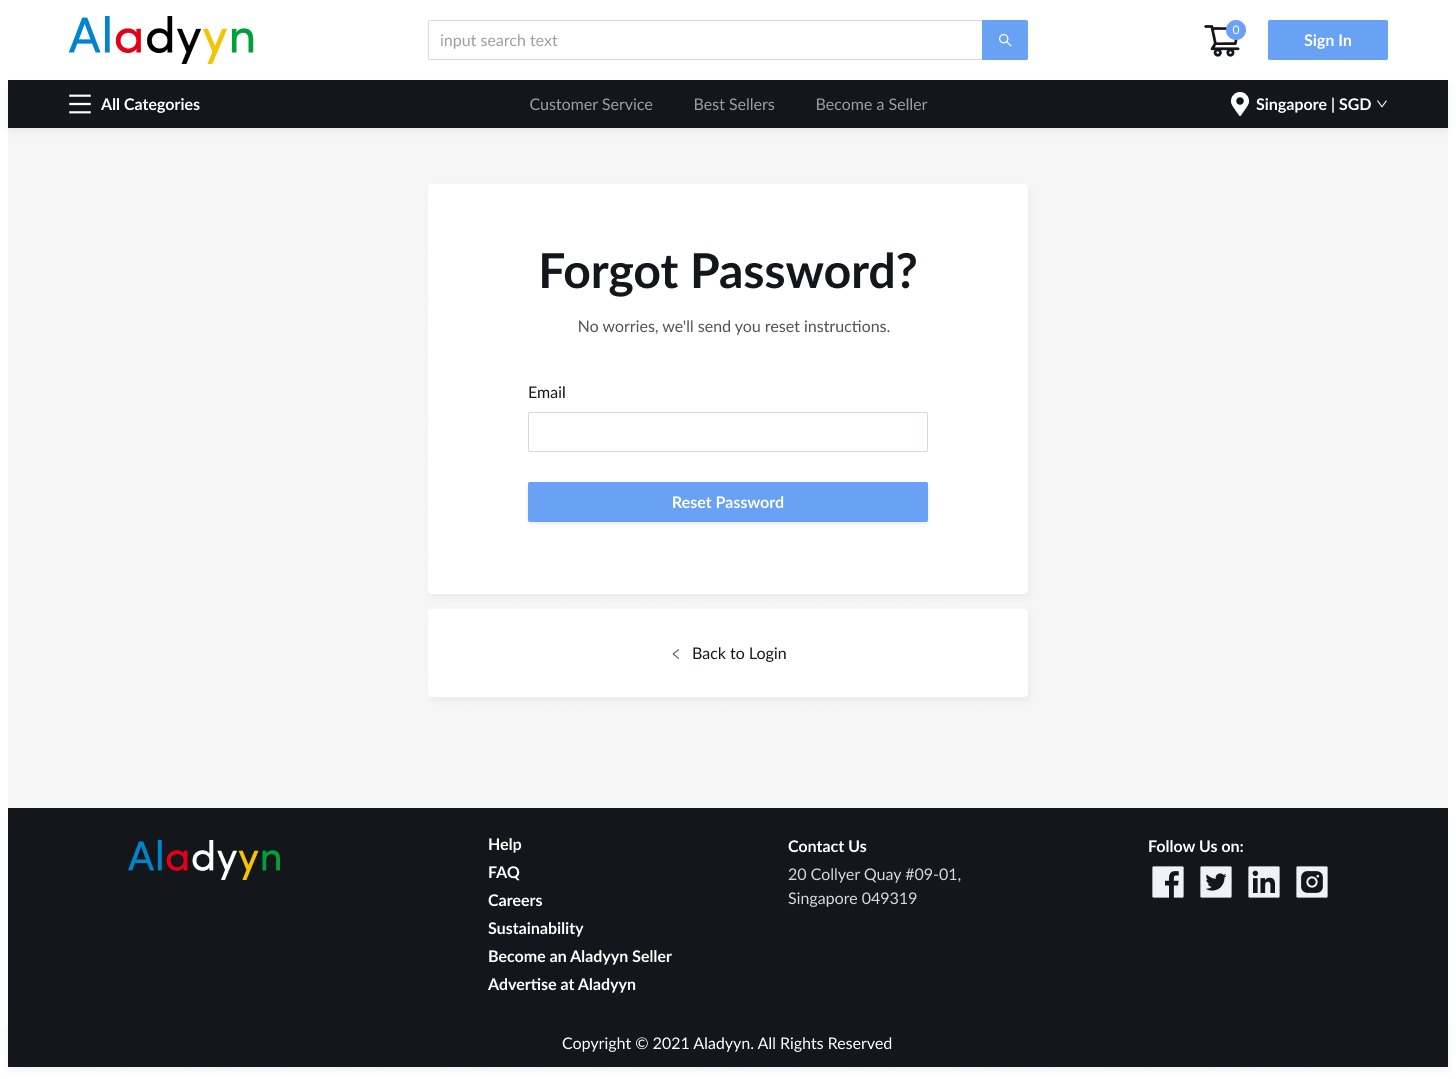 Aladyyn
input search text
0
Sign In
All Categories
Customer Service
Best Sellers
Become a Seller
Singapore | SGD
Forgot Password?
No worries, we'll send you reset instructions.
Email
Reset Password
Back to Login
Aladyyn
Help
FAQ
Careers
Sustainability
Become an Aladyyn Seller
Advertise at Aladyyn
Contact Us
20 Collyer Quay #09-01,
Singapore 049319
Follow Us on:
Copyright © 2021 Aladyyn. All Rights Reserved